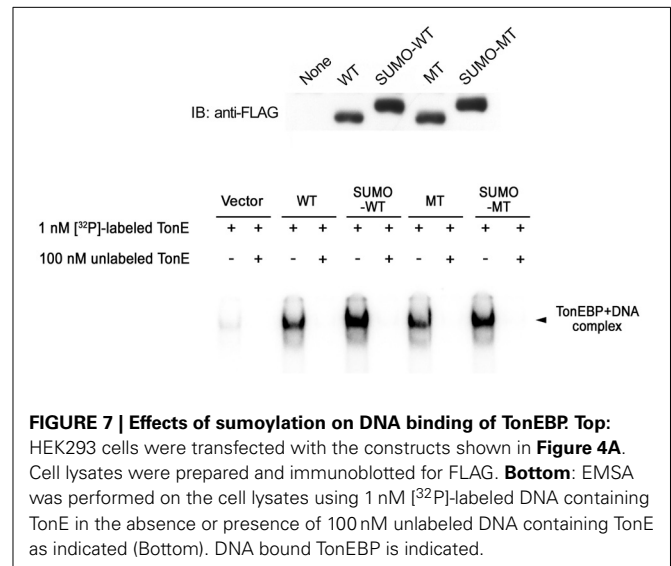 None WT SUMO-WT MT SUMO-MT
IB: anti-FLAG
Vector WT SUMO -WT MT SUMO -MT
1 nM [32P]-labeled TonE + + + + + + + + + +
100 nM unlabeled TonE - + - + - + - + - +
TonEBP+DNA complex
FIGURE 7 | Effects of sumoylation on DNA binding of TonEBP. Top:
HEK293 cells were transfected with the constructs shown in Figure 4A.
Cell lysates were prepared and immunoblotted for FLAG. Bottom: EMSA
was performed on the cell lysates using 1 nM [32P]-labeled DNA containing
TonE in the absence or presence of 100 nM unlabeled DNA containing TonE
as indicated (Bottom). DNA bound TonEBP is indicated.